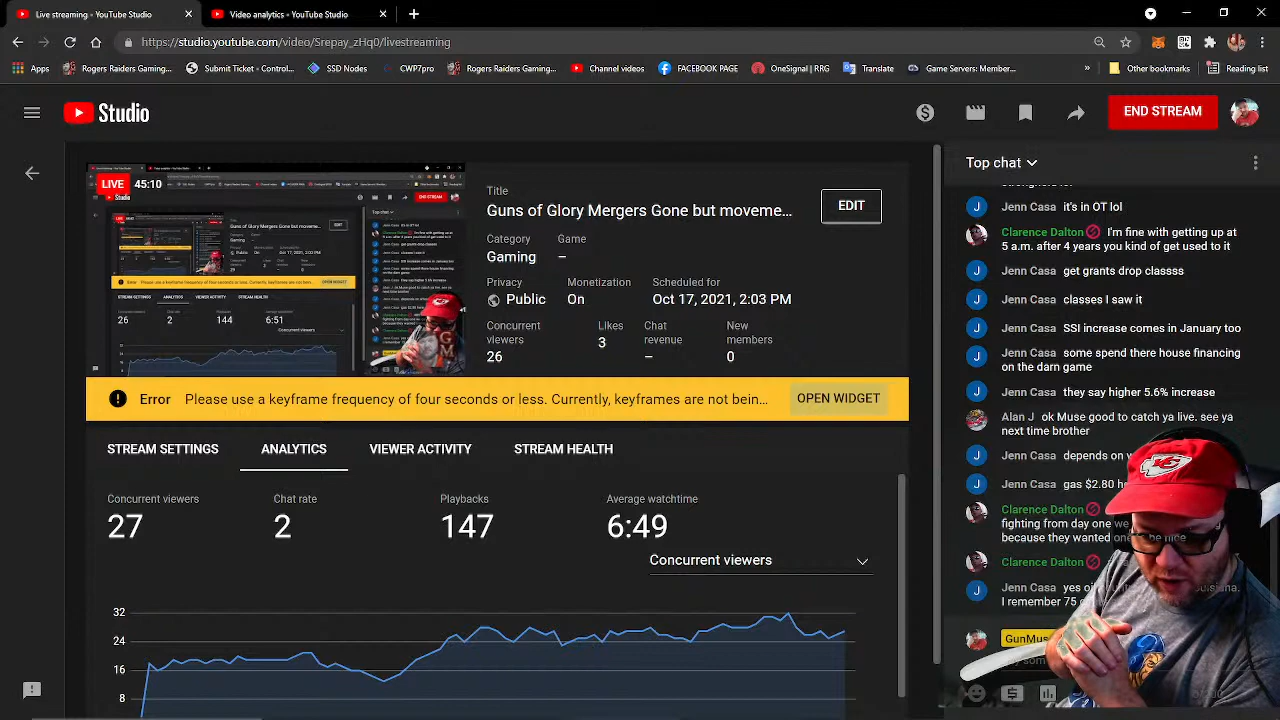 Live streaming - YouTube Studio
Video analytics - YouTube Studio
https://studio.youtube.com/video/Srepay_zHq0/livestreaming
Apps
Rogers Raiders Gaming...
Submit Ticket - Control...
SSD Nodes
CWP7pro
Rogers Raiders Gaming...
Channel videos
FACEBOOK PAGE
OneSignal | RRG
Translate
Game Servers: Member...
»
Other bookmarks
Reading list
Studio
END STREAM
Top chat
LIVE 45:10
Title
Guns of Glory Mergers Gone but moveme...
EDIT
Category
Game
Gaming
–
Privacy
Monetization
Scheduled for
Public
On
Oct 17, 2021, 2:03 PM
Concurrent viewers
Likes
Chat revenue
New members
26
3
–
0
Error
Please use a keyframe frequency of four seconds or less. Currently, keyframes are not bein...
OPEN WIDGET
STREAM SETTINGS
ANALYTICS
VIEWER ACTIVITY
STREAM HEALTH
Concurrent viewers
Chat rate
Playbacks
Average watchtime
27
2
147
6:49
Concurrent viewers
32
24
16
8
Jenn Casa it's in OT lol
Clarence Dalton I'm fine with getting up at
5 a.m. after 4 years you kind of get used to it
Jenn Casa get goald drop classes
Jenn Casa classes I sew it
Jenn Casa SSI increase comes in January too
Jenn Casa some spend there house financing
on the darn game
Jenn Casa they say higher 5.6% increase
Alan J ok Muse good to catch ya live. see ya
next time brother
Jenn Casa depends on
Jenn Casa gas $2.80
Clarence Dalton
fighting from day one we
because they wanted one to be nice
Clarence Dalton
Jenn Casa yes
I remember 75
GunMus